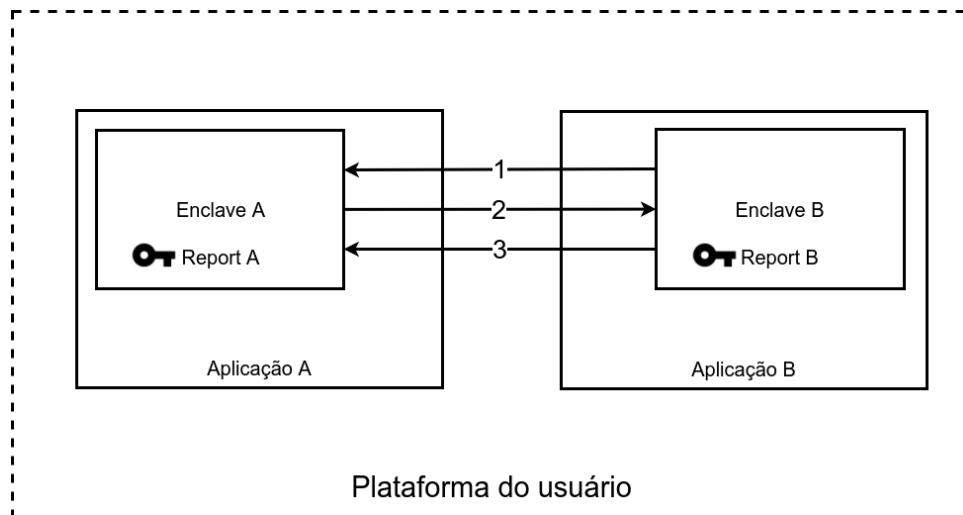 1
Enclave A
2
Enclave B
Report A
3
Report B
Aplicação A
Aplicação B
Plataforma do usuário